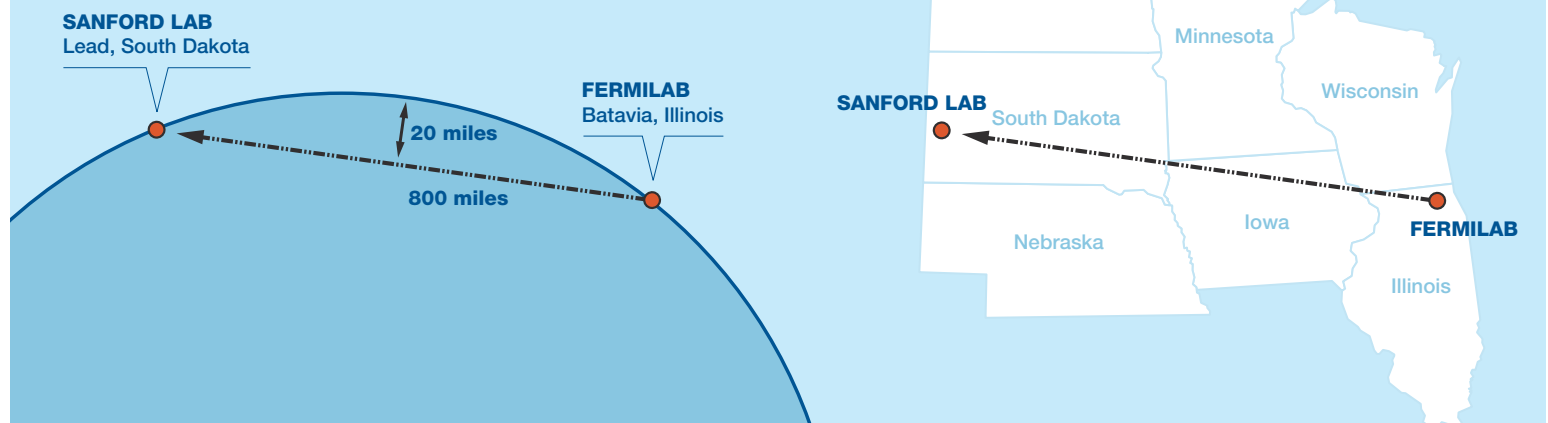 SANFORD LAB
Lead, South Dakota
FERMILAB
Batavia, Illinois
20 miles
800 miles
Minnesota
Wisconsin
SANFORD LAB
South Dakota
Iowa
FERMILAB
Nebraska
Illinois